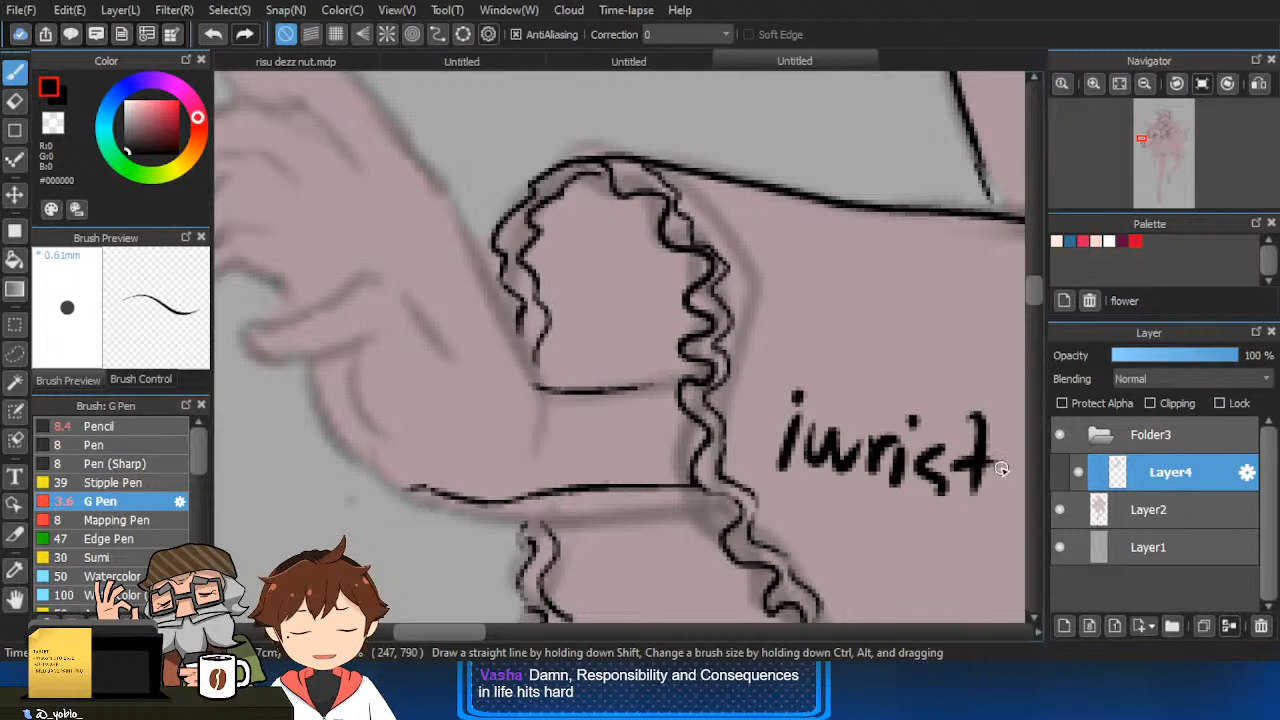 File(F) Edit(E) Layer(L) Filter(R) Select(S) Snap(N) Color(C) View(V) Tool(T) Window(W) Cloud Time-lapse Help
AntiAliasing Correction 0 Soft Edge
Color risu dezz nut.mdp Untitled Untitled Untitled Navigator
R:0
G:0
B:0
#000000
Palette
Brush Preview
* 0.61mm
flower
Layer
Opacity 100 %
Brush Preview Brush Control
Blending Normal
Protect Alpha Clipping Lock
Brush: G Pen
8.4 Pencil
8 Pen
8 Pen (Sharp)
39 Stipple Pen
3.6 G Pen
8 Mapping Pen
47 Edge Pen
30 Sumi
50 Watercolor
Folder3
Layer4
Layer2
Layer1
iwrist
(247, 790) Draw a straight line by holding down Shift, Change a brush size by holding down Ctrl, Alt, and dragging
Vasha Damn, Responsibility and Consequences
in life hits hard